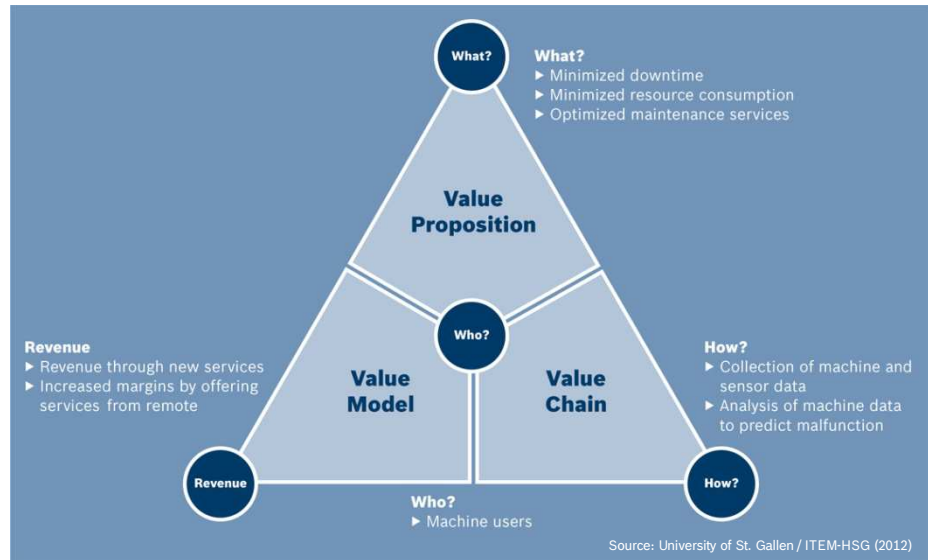 What?
What?
▶ Minimized downtime
▶ Minimized resource consumption
▶ Optimized maintenance services
Value
Proposition
Who?
Revenue
▶ Revenue through new services
▶ Increased margins by offering
services from remote
Value
Model
Value
Chain
How?
▶ Collection of machine and
sensor data
▶ Analysis of machine data
to predict malfunction
Revenue
How?
Who?
▶ Machine users
Source: University of St. Gallen / ITEM-HSG (2012)